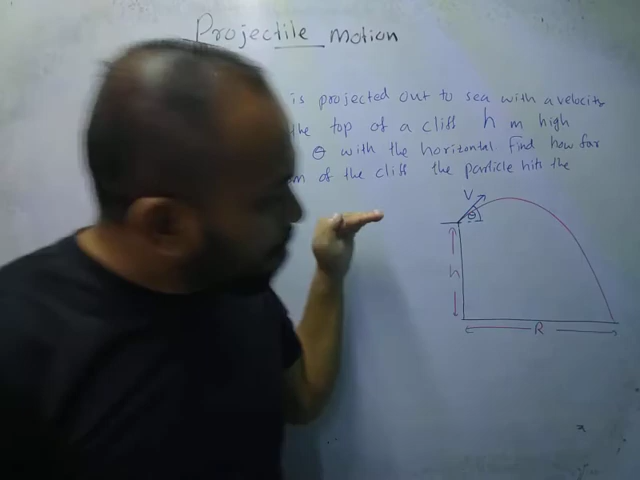 Projectile motion
is projected out to sea with a velocity
the top of a cliff h m high
θ with the horizontal Find how far
of the cliff the particle hits the
V
θ
h
R